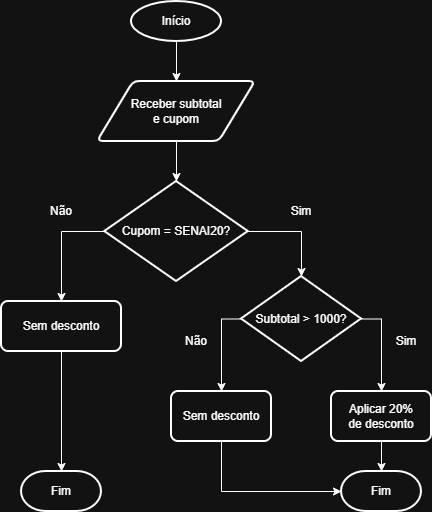 Início
Receber subtotal
e cupom
Não
Sim
Cupom = SENAI20?
Sem desconto
Subtotal > 1000?
Não
Sim
Sem desconto
Aplicar 20%
de desconto
Fim
Fim